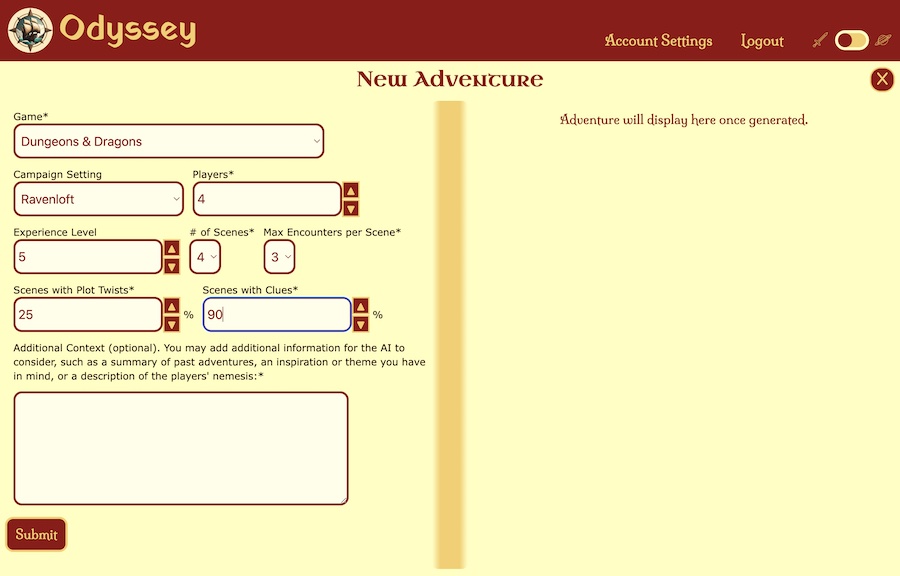 Odyssey
Account Settings Logout
New Adventure
X
Adventure will display here once generated.
Game*
Dungeons & Dragons
Campaign Setting Players*
Ravenloft 4
Experience Level # of Scenes* Max Encounters per Scene*
5 4 3
Scenes with Plot Twists* Scenes with Clues*
25 % 90 %
Additional Context (optional). You may add additional information for the AI to
consider, such as a summary of past adventures, an inspiration or theme you have
in mind, or a description of the players' nemesis:*
Submit